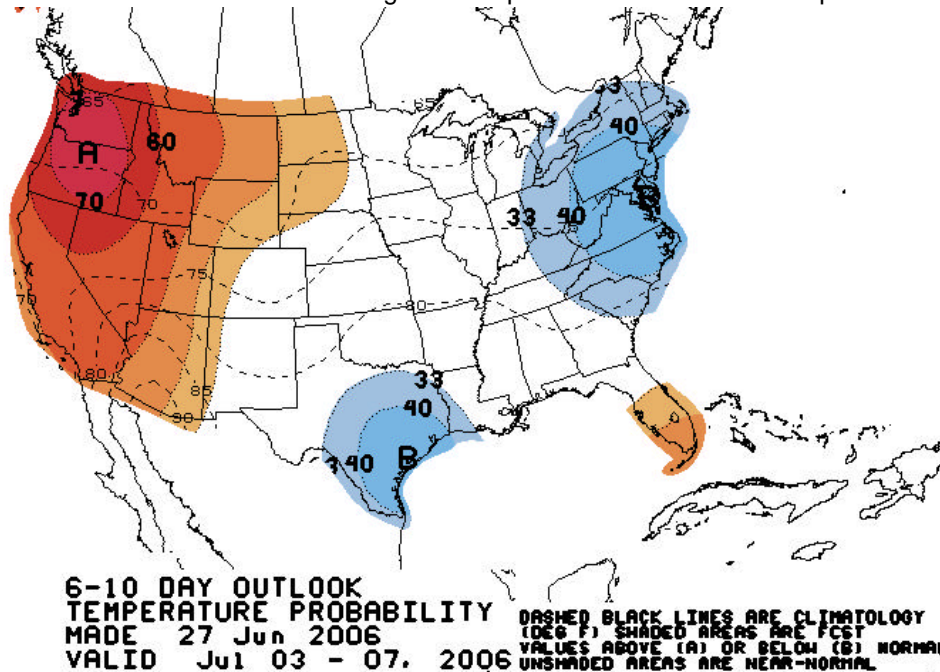 65
65
33
40
A
60
70
70
33
40
B
75
70
80
80
85
90
33
40
40
B
6-10 DAY OUTLOOK
TEMPERATURE PROBABILITY
MADE 27 Jun 2006
VALID Jul 03 - 07, 2006
DASHED BLACK LINES ARE CLIMATOLOGY
(DEG F) SHADED AREAS ARE FCST
VALUES ABOVE (A) OR BELOW (B) NORMAL
UNSHADED AREAS ARE NEAR-NORMAL